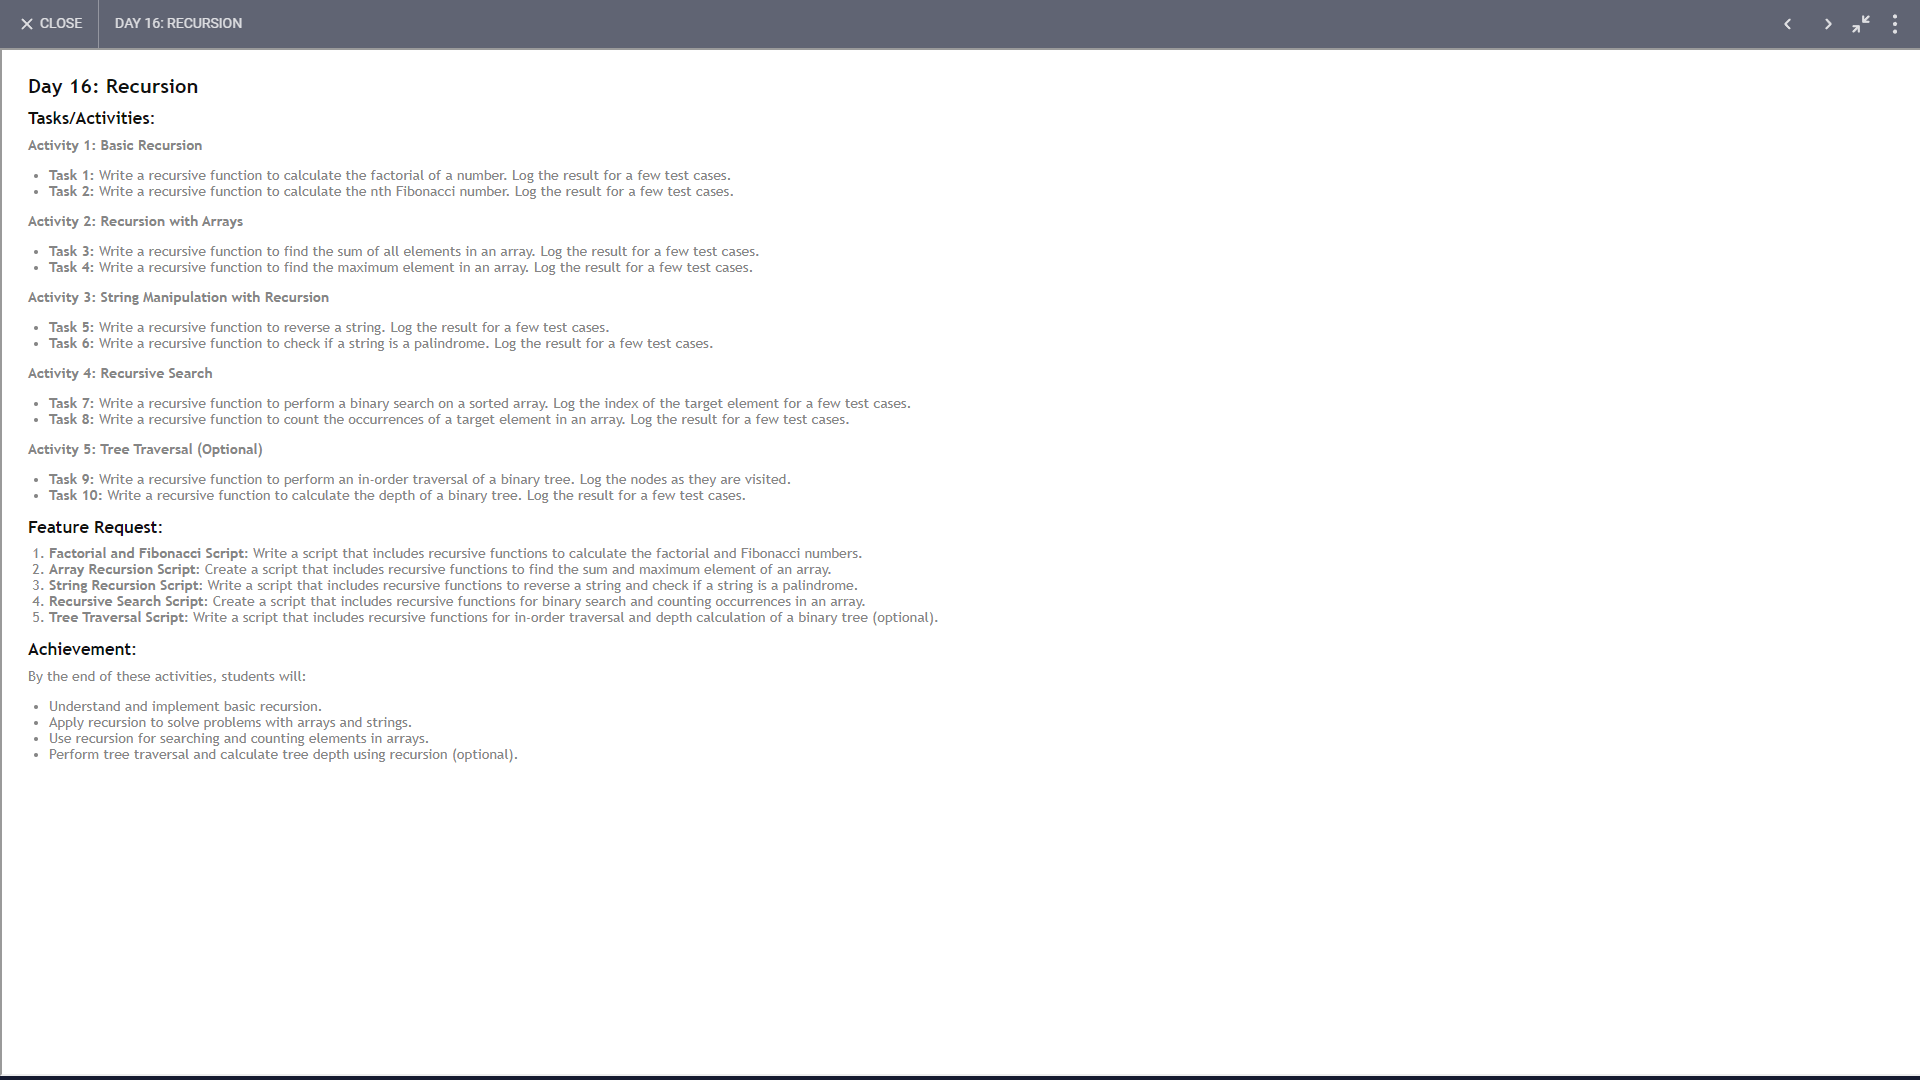 CLOSE
DAY 16: RECURSION
Day 16: Recursion
Tasks/Activities:
Activity 1: Basic Recursion
• Task 1: Write a recursive function to calculate the factorial of a number. Log the result for a few test cases.
• Task 2: Write a recursive function to calculate the nth Fibonacci number. Log the result for a few test cases.
Activity 2: Recursion with Arrays
• Task 3: Write a recursive function to find the sum of all elements in an array. Log the result for a few test cases.
• Task 4: Write a recursive function to find the maximum element in an array. Log the result for a few test cases.
Activity 3: String Manipulation with Recursion
• Task 5: Write a recursive function to reverse a string. Log the result for a few test cases.
• Task 6: Write a recursive function to check if a string is a palindrome. Log the result for a few test cases.
Activity 4: Recursive Search
• Task 7: Write a recursive function to perform a binary search on a sorted array. Log the index of the target element for a few test cases.
• Task 8: Write a recursive function to count the occurrences of a target element in an array. Log the result for a few test cases.
Activity 5: Tree Traversal (Optional)
• Task 9: Write a recursive function to perform an in-order traversal of a binary tree. Log the nodes as they are visited.
• Task 10: Write a recursive function to calculate the depth of a binary tree. Log the result for a few test cases.
Feature Request:
1. Factorial and Fibonacci Script: Write a script that includes recursive functions to calculate the factorial and Fibonacci numbers.
2. Array Recursion Script: Create a script that includes recursive functions to find the sum and maximum element of an array.
3. String Recursion Script: Write a script that includes recursive functions to reverse a string and check if a string is a palindrome.
4. Recursive Search Script: Create a script that includes recursive functions for binary search and counting occurrences in an array.
5. Tree Traversal Script: Write a script that includes recursive functions for in-order traversal and depth calculation of a binary tree (optional).
Achievement:
By the end of these activities, students will:
• Understand and implement basic recursion.
• Apply recursion to solve problems with arrays and strings.
• Use recursion for searching and counting elements in arrays.
• Perform tree traversal and calculate tree depth using recursion (optional).